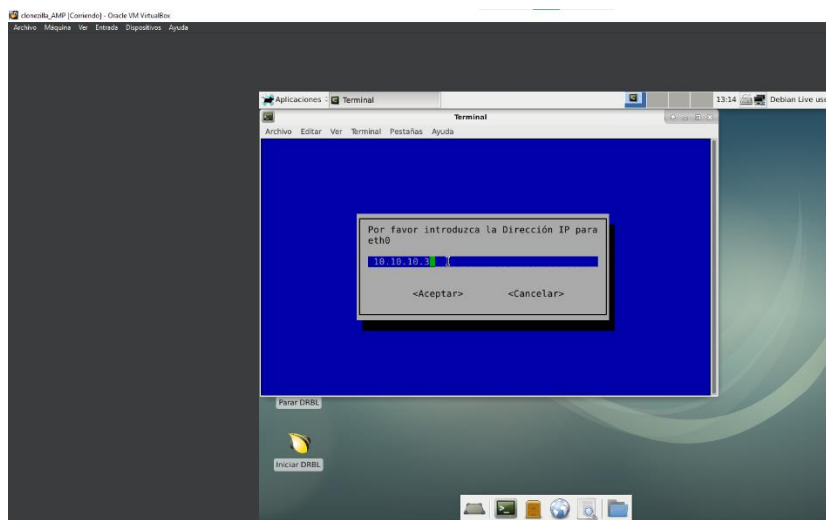 clonezilla_AMP [Corriendo] - Oracle VM VirtualBox
Archivo Máquina Ver Entrada Dispositivos Ayuda
Aplicaciones Terminal 13:14 Debian Live use
Terminal
Archivo Editar Ver Terminal Pestañas Ayuda
Por favor introduzca la Dirección IP para
eth0
10.10.10.3
<Aceptar> <Cancelar>
Parar DRBL
Iniciar DRBL